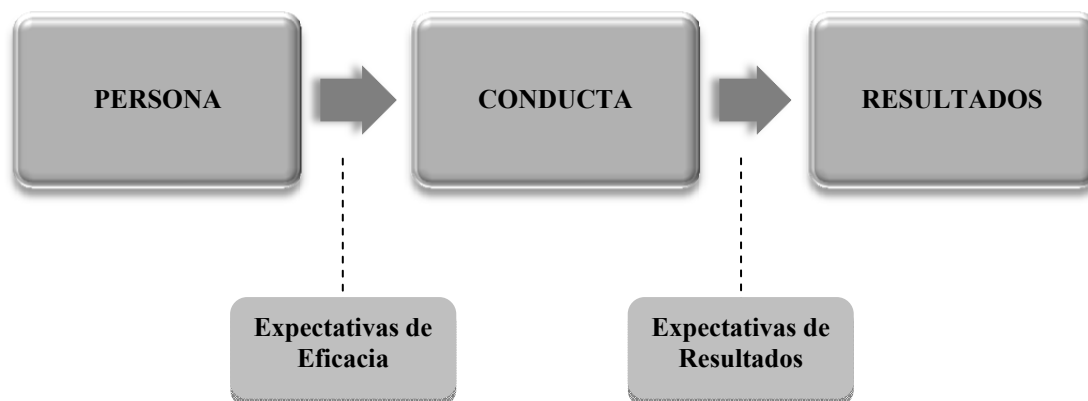 PERSONA
CONDUCTA
RESULTADOS
Expectativas de
Eficacia
Expectativas de
Resultados